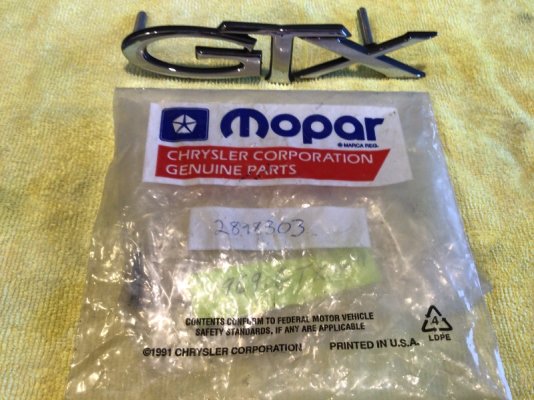 GTX
mopar
® MARCA REG.
CHRYSLER CORPORATION
GENUINE PARTS
2898303
CONTENTS CONFORM TO FEDERAL MOTOR VEHICLE
SAFETY STANDARDS, IF ANY ARE APPLICABLE
©1991 CHRYSLER CORPORATION
PRINTED IN U.S.A.
4
LDPE